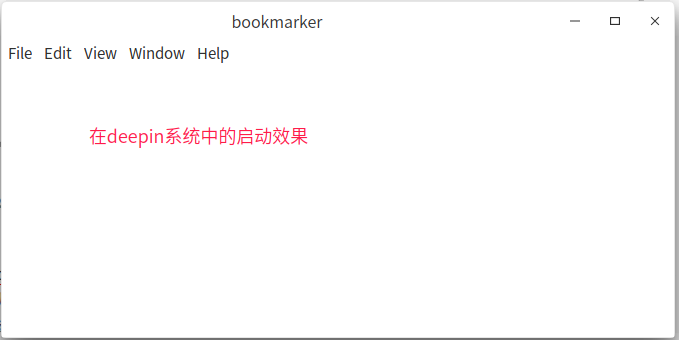 bookmarker
File Edit View Window Help
在deepin系统中的启动效果